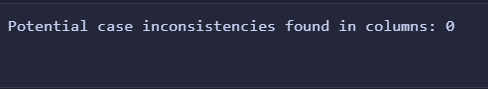 Potential case inconsistencies found in columns: 0